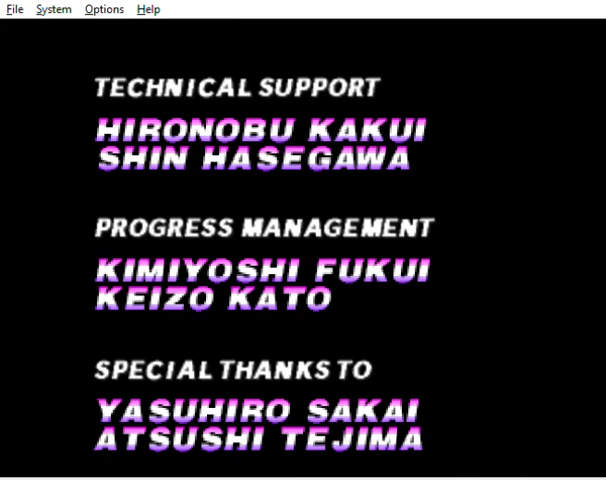 File System Options Help
TECHNICAL SUPPORT
HIRONOBU KAKUI
SHIN HASEGAWA
PROGRESS MANAGEMENT
KIMIYOSHI FUKUI
KEIZO KATO
SPECIAL THANKS TO
YASUHIRO SAKAI
ATSUSHI TEJIMA